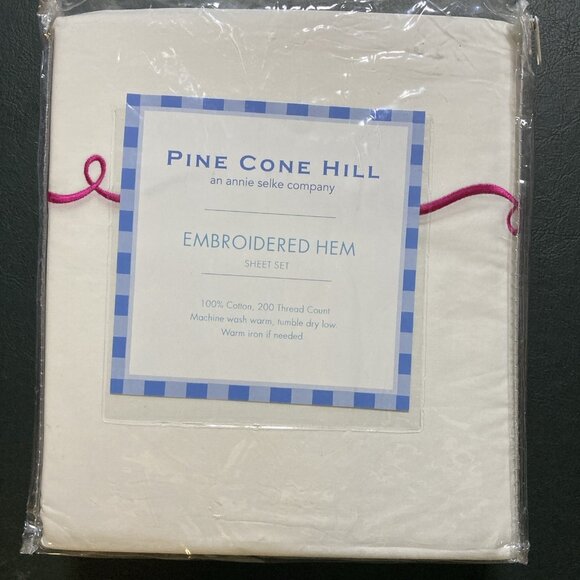 PINE CONE HILL
an annie selke company
EMBROIDERED HEM
SHEET SET
100% Cotton, 200 Thread Count
Machine wash warm, tumble dry low.
Warm iron if needed